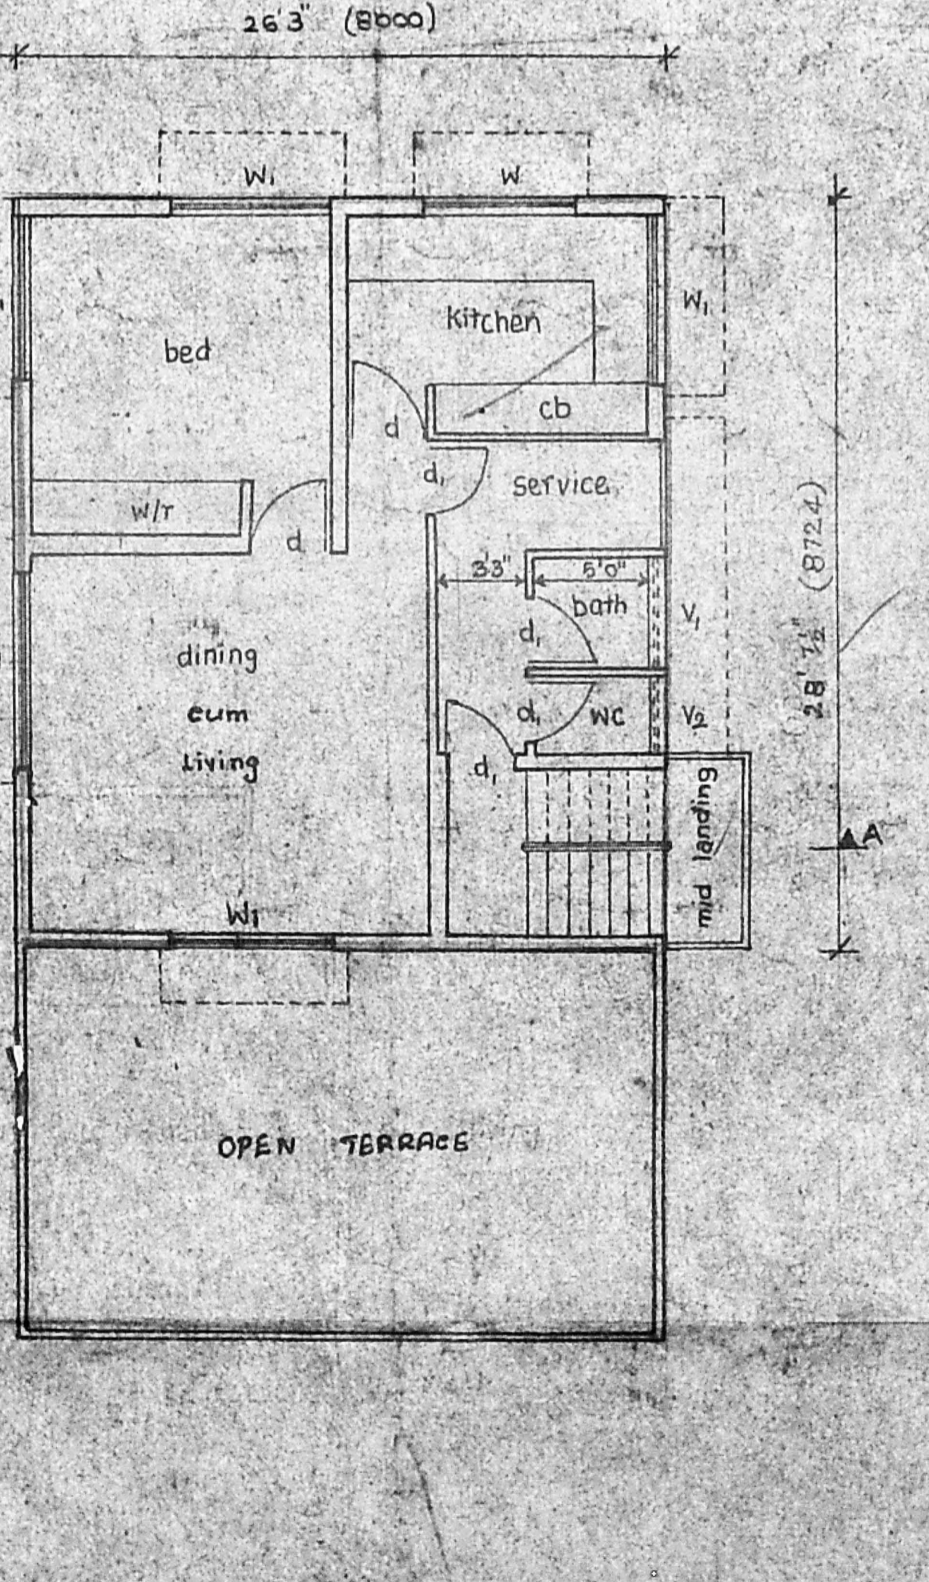 26'3" (8000)
W1
W
bed
Kitchen
W1
cb
d
d1
service
w/r
d
3'3"
5'0"
bath
V1
d1
28' 7½" (8724)
dining
cum
living
d1
WC
V2
d1
mid landing
A
W1
OPEN TERRACE